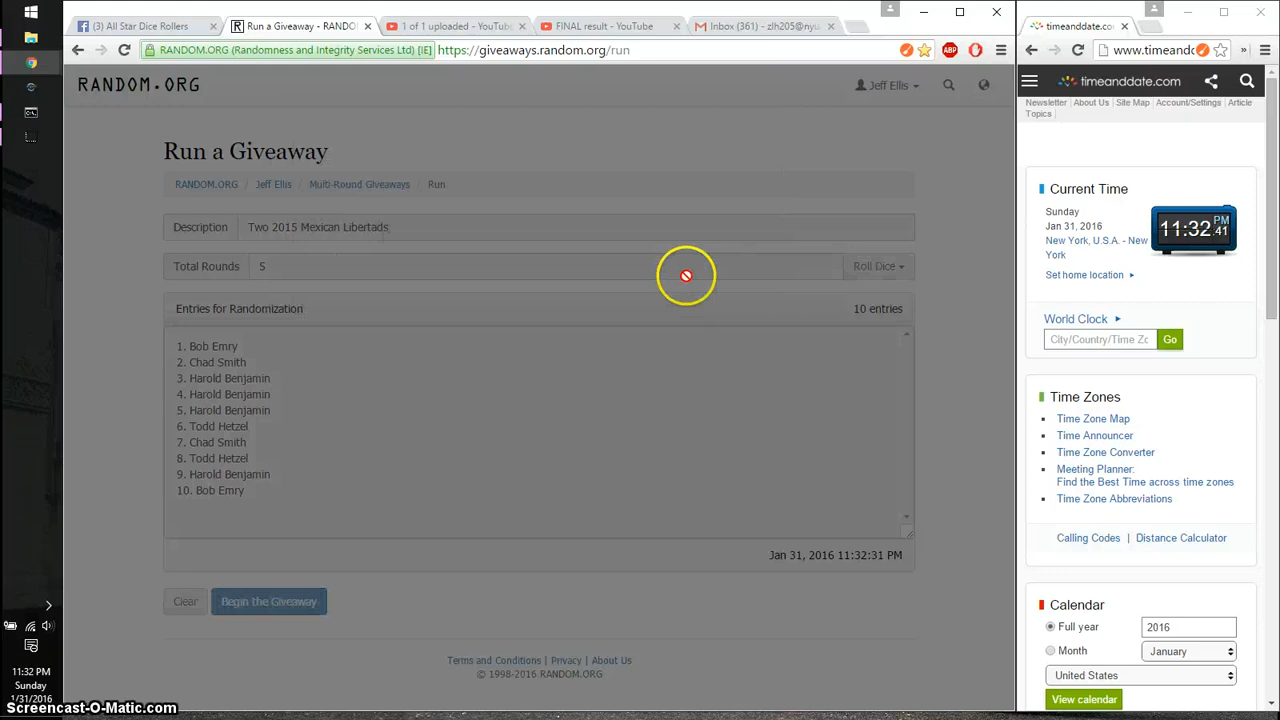 (3) All Star Dice Rollers
Run a Giveaway - RANDO
1 of 1 uploaded - YouTube
FINAL result - YouTube
Inbox (361) - zlh205@nyu
timeanddate.com
RANDOM.ORG (Randomness and Integrity Services Ltd) [IE]
https://giveaways.random.org/run
ABP
www.timeand
RANDOM.ORG
Jeff Ellis
timeanddate.com
Newsletter | About Us | Site Map | Account/Settings | Article
Topics |
Run a Giveaway
RANDOM.ORG / Jeff Ellis / Multi-Round Giveaways / Run
Description Two 2015 Mexican Libertads
Total Rounds 5 Roll Dice
Entries for Randomization 10 entries
1. Bob Emry
2. Chad Smith
3. Harold Benjamin
4. Harold Benjamin
5. Harold Benjamin
6. Todd Hetzel
7. Chad Smith
8. Todd Hetzel
9. Harold Benjamin
10. Bob Emry
Jan 31, 2016 11:32:31 PM
Clear Begin the Giveaway
Terms and Conditions | Privacy | About Us
© 1998-2016 RANDOM.ORG
Current Time
Sunday
Jan 31, 2016
New York, U.S.A. - New
York
11:32 PM 41
Set home location
World Clock
City/Country/Time Zo Go
Time Zones
Time Zone Map
Time Announcer
Time Zone Converter
Meeting Planner:
Find the Best Time across time zones
Time Zone Abbreviations
Calling Codes | Distance Calculator
Calendar
Full year 2016
Month January
United States
View calendar
11:32 PM
Sunday
1/31/2016
Screencast-O-Matic.com